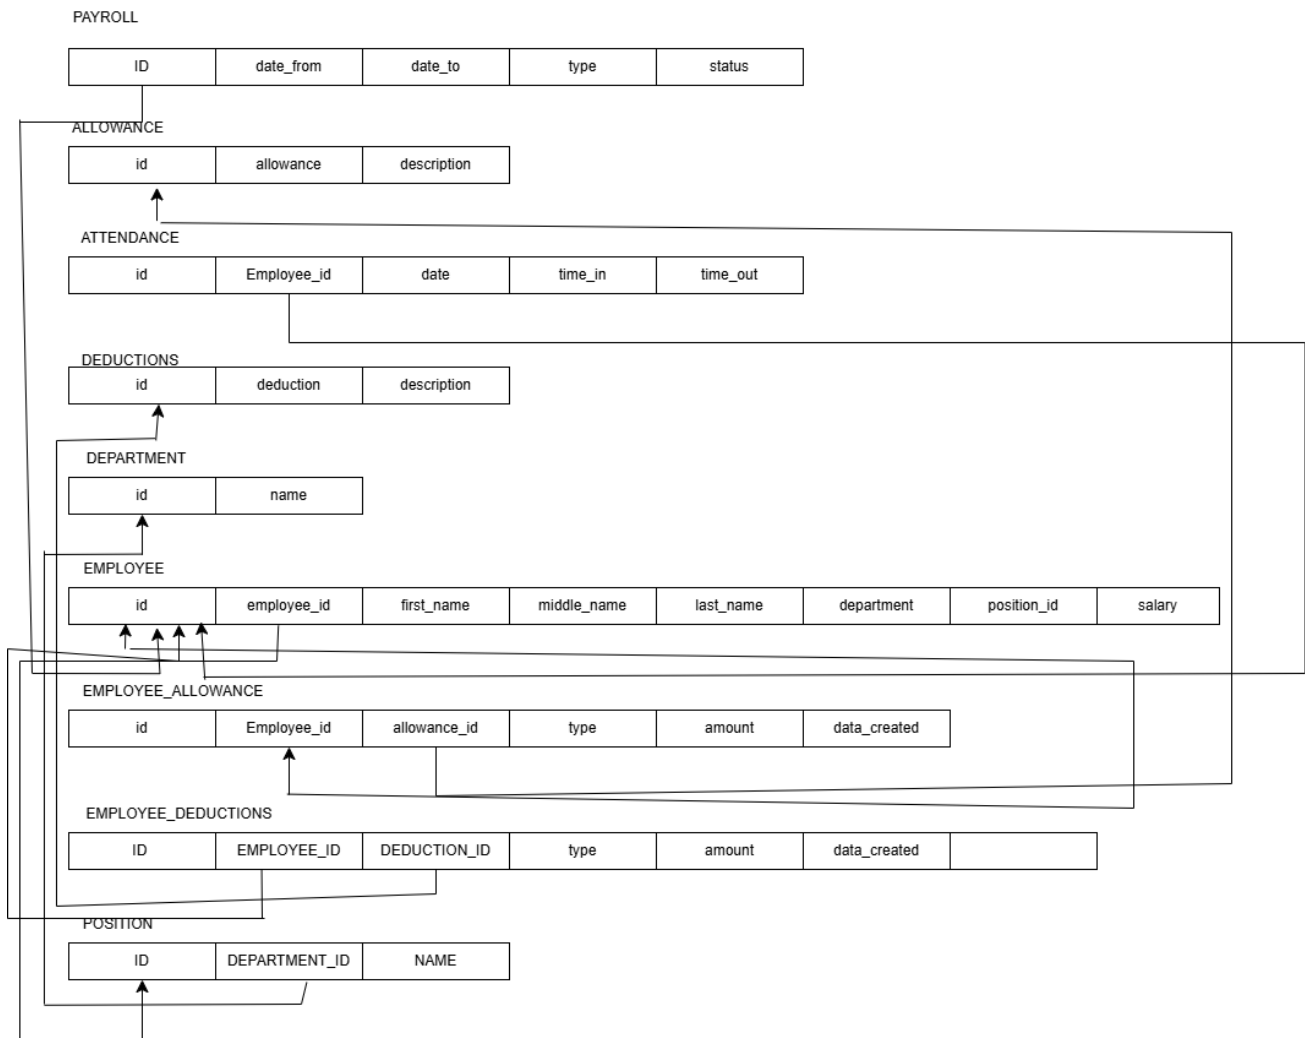 PAYROLL
ID date_from date_to type status
ALLOWANCE
id allowance description
ATTENDANCE
id Employee_id date time_in time_out
DEDUCTIONS
id deduction description
DEPARTMENT
id name
EMPLOYEE
id employee_id first_name middle_name last_name department position_id salary
EMPLOYEE_ALLOWANCE
id Employee_id allowance_id type amount data_created
EMPLOYEE_DEDUCTIONS
ID EMPLOYEE_ID DEDUCTION_ID type amount data_created
POSITION
ID DEPARTMENT_ID NAME